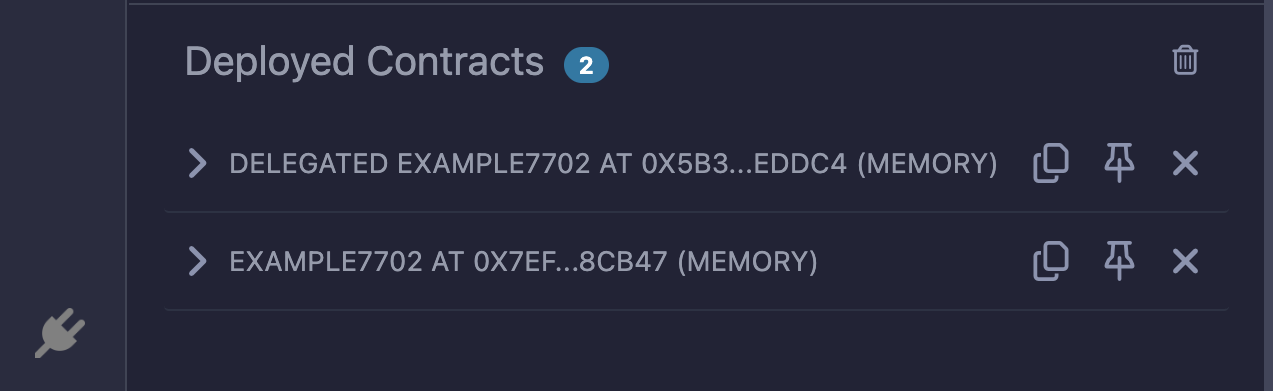 Deployed Contracts 2
DELEGATED EXAMPLE7702 AT 0X5B3...EDDC4 (MEMORY)
EXAMPLE7702 AT 0X7EF...8CB47 (MEMORY)